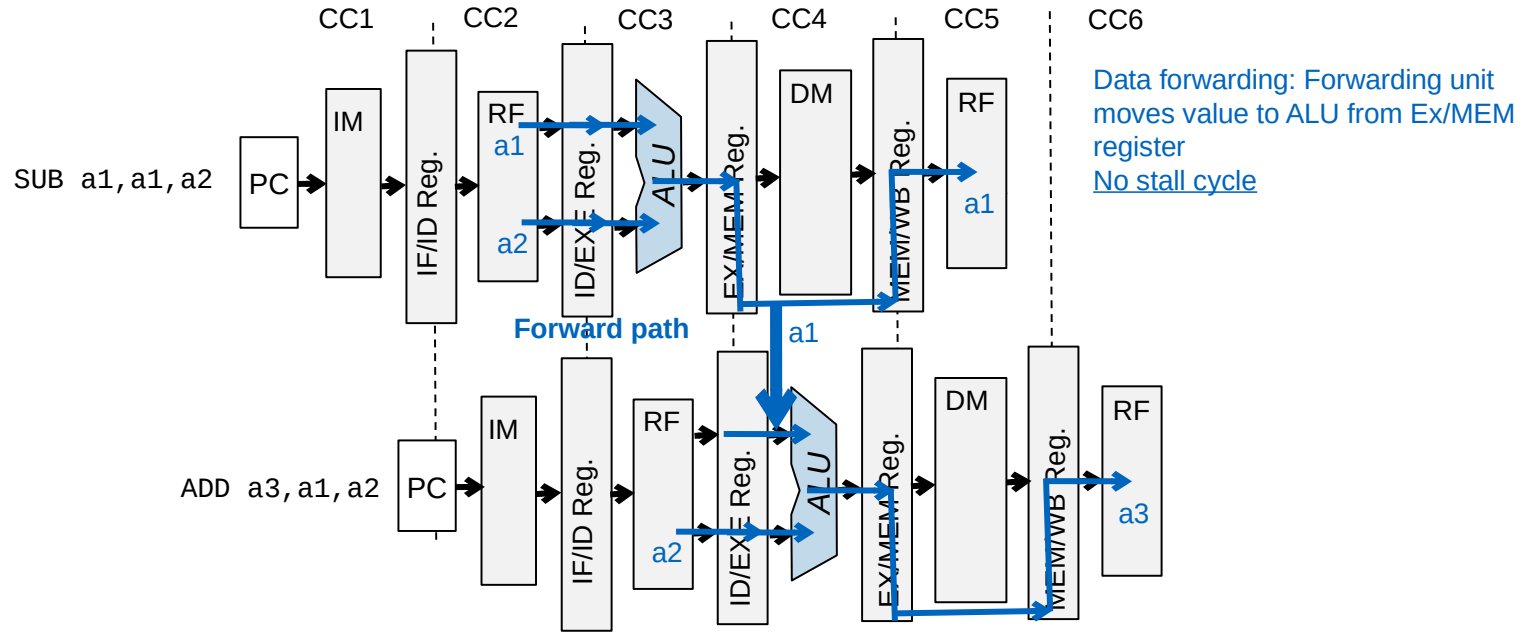 CC1 CC2 CC3 CC4 CC5 CC6
Data forwarding: Forwarding unit
moves value to ALU from Ex/MEM
register
No stall cycle
SUB a1,a1,a2
PC
IM
IF/ID Reg.
RF
a1
a2
ID/EXE Reg.
ALU
EX/MEM Reg.
DM
MEM/WB Reg.
RF
a1
Forward path
a1
ADD a3,a1,a2
PC
IM
IF/ID Reg.
RF
a2
ID/EXE Reg.
ALU
EX/MEM Reg.
DM
MEM/WB Reg.
RF
a3